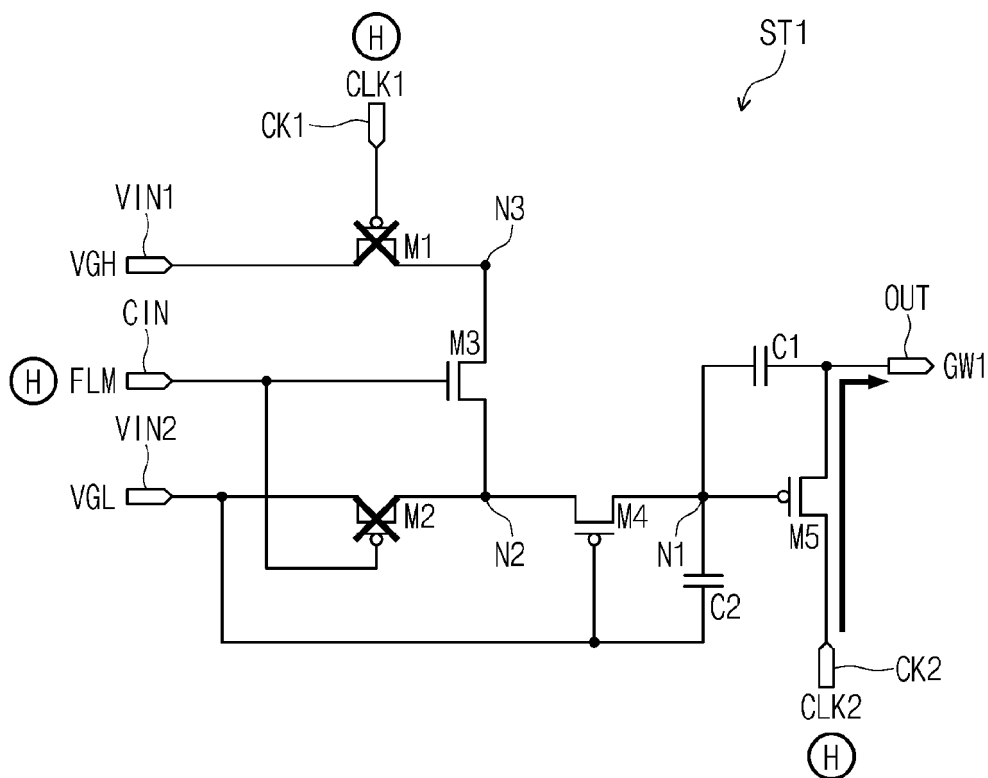 H
ST1
CLK1
CK1
VIN1
N3
M1
VGH
CIN
OUT
M3
C1
H FLM
GW1
VIN2
VGL
M2
M4
M5
N2
N1
C2
CK2
CLK2
H